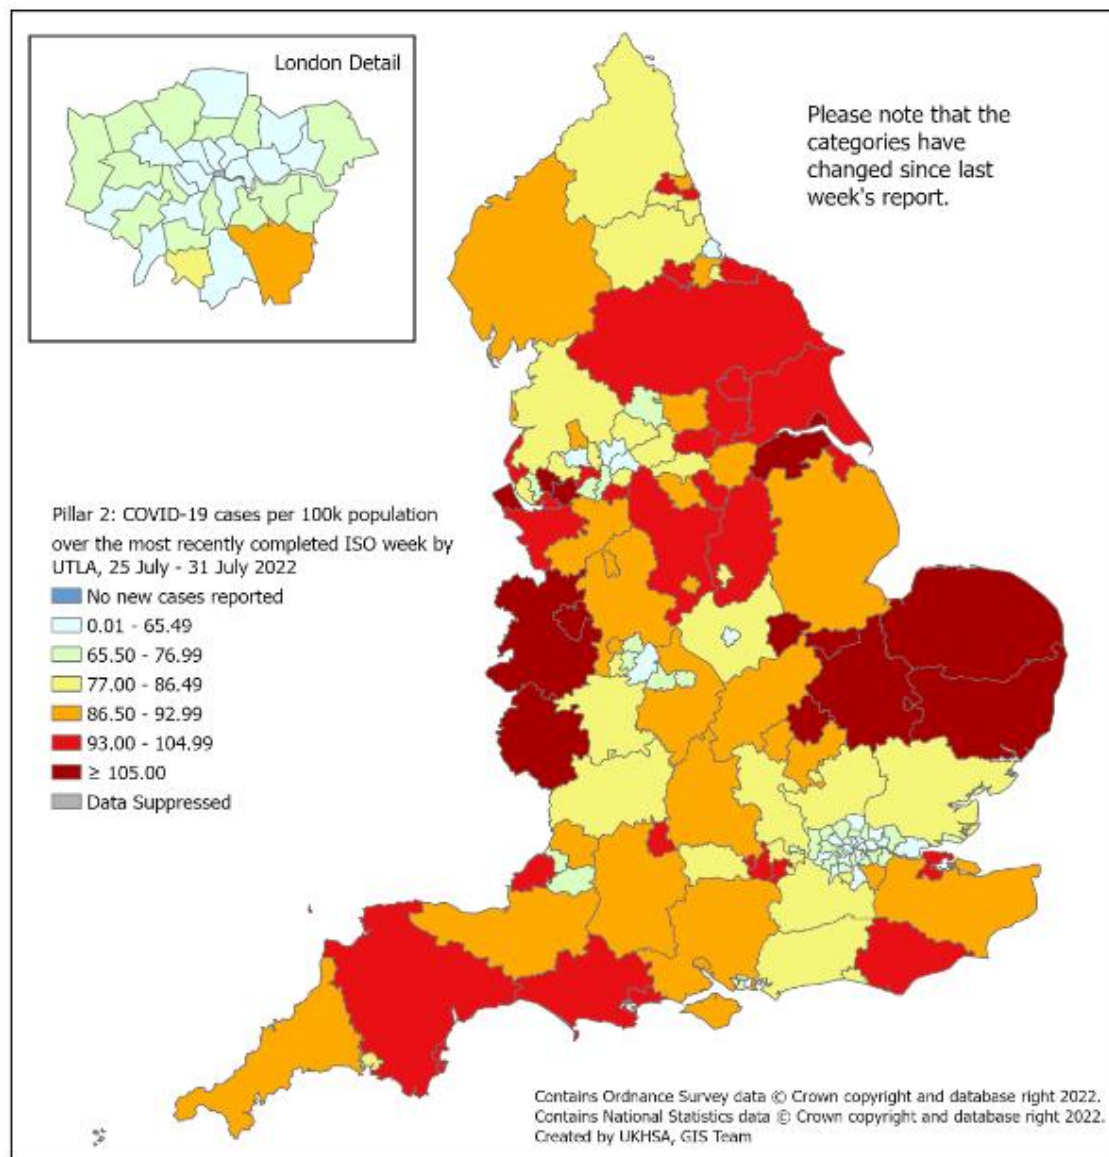 London Detail
Please note that the
categories have
changed since last
week's report.
Pillar 2: COVID-19 cases per 100k population
over the most recently completed ISO week by
UTLA, 25 July - 31 July 2022
No new cases reported
0.01 - 65.49
65.50 - 76.99
77.00 - 86.49
86.50 - 92.99
93.00 - 104.99
≥ 105.00
Data Suppressed
Contains Ordnance Survey data © Crown copyright and database right 2022.
Contains National Statistics data © Crown copyright and database right 2022.
Created by UKHSA, GIS Team